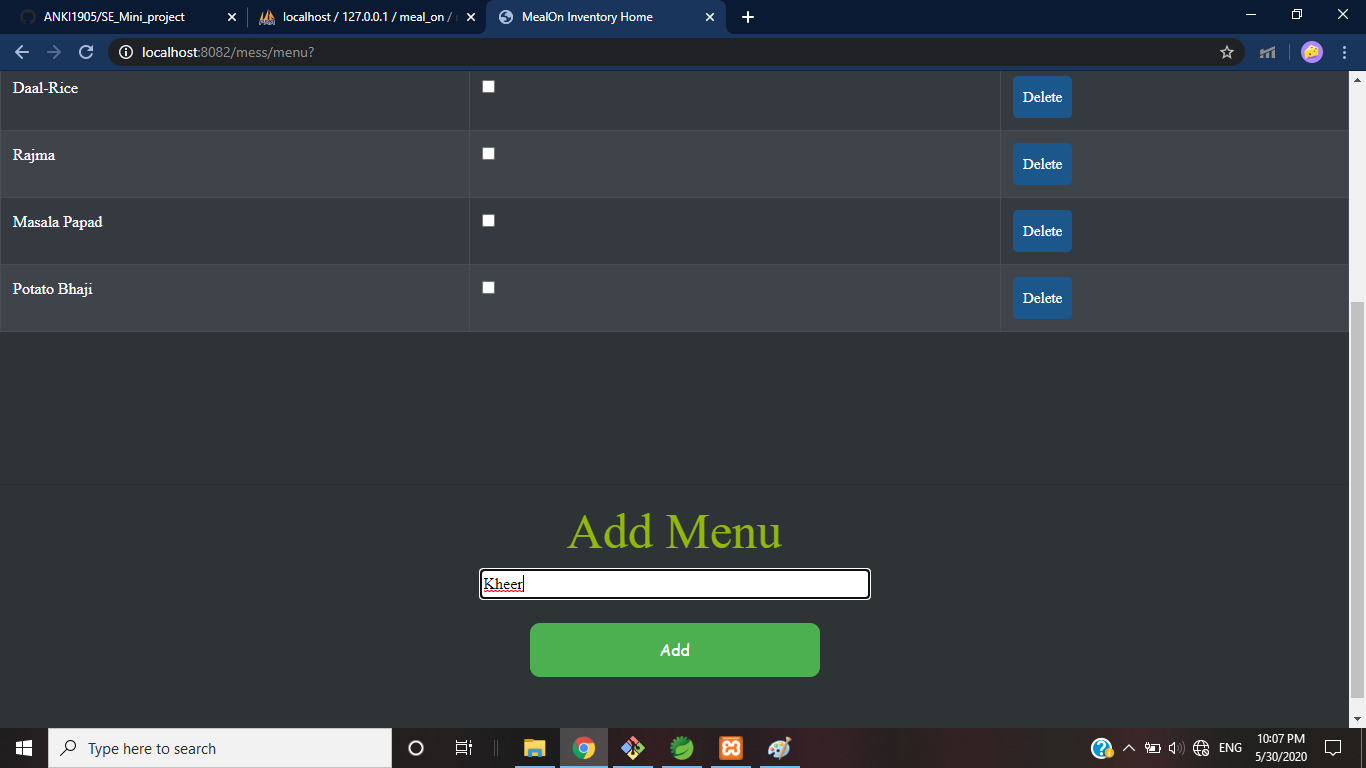 ANKI1905/SE_Mini_project
localhost / 127.0.0.1 / meal_on /
MealOn Inventory Home
localhost:8082/mess/menu?
Daal-Rice
Delete
Rajma
Delete
Masala Papad
Delete
Potato Bhaji
Delete
Add Menu
Kheer
Add
Type here to search
ENG
10:07 PM
5/30/2020